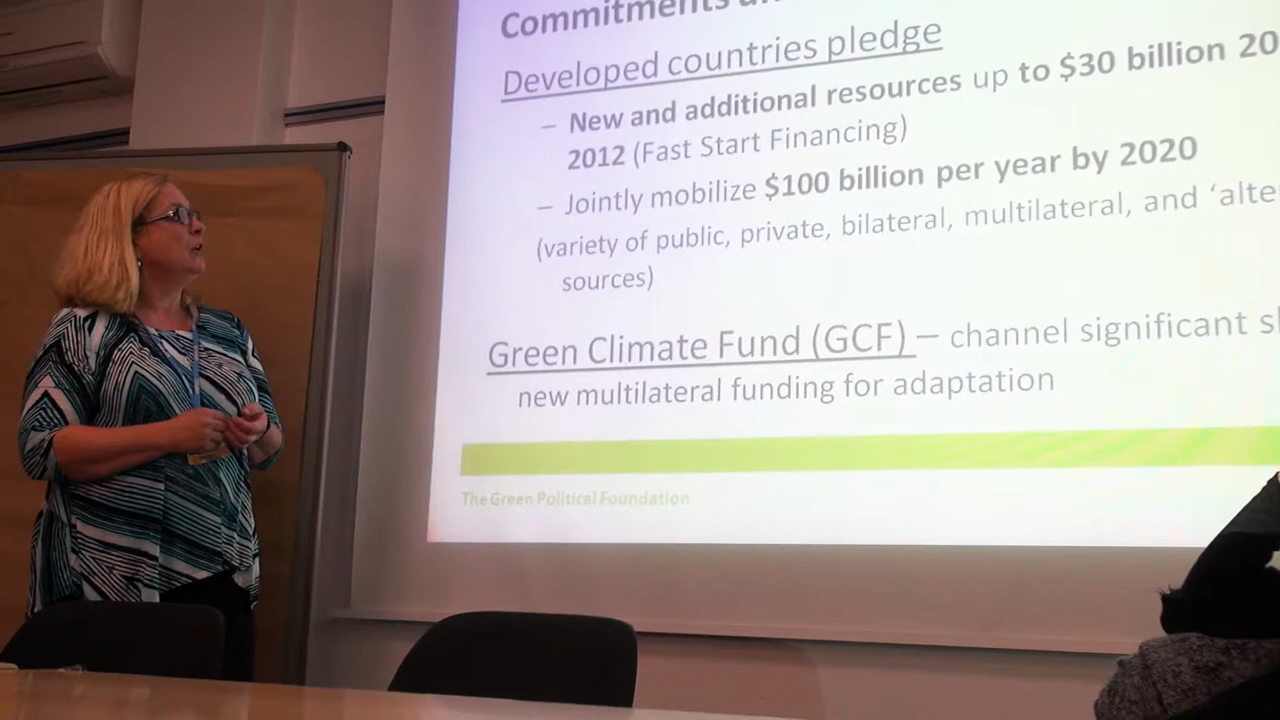 Commitments
Developed countries pledge
– New and additional resources up to $30 billion 20
2012 (Fast Start Financing)
– Jointly mobilize $100 billion per year by 2020
(variety of public, private, bilateral, multilateral, and ‘alte
sources)
Green Climate Fund (GCF) – channel significant
new multilateral funding for adaptation
The Green Political Foundation